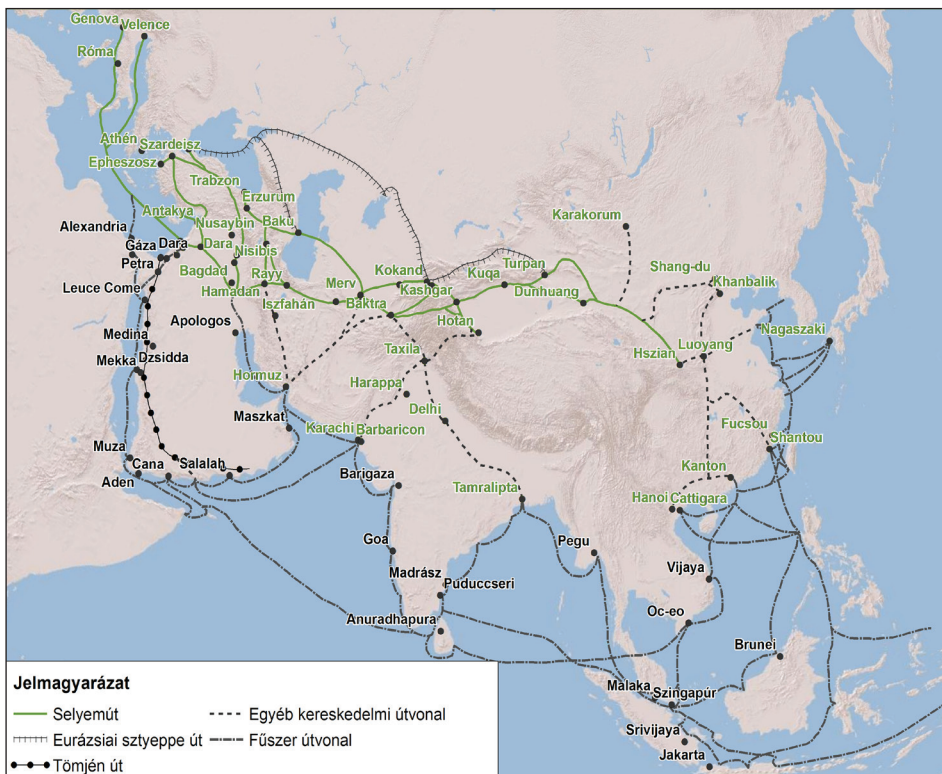 Genova
Velence
Róma
Athén
Szardeisz
Epheszosz
Trabzon
Erzurum
Antakya
Nusaybin
Baku
Karakorum
Alexandria
Gáza
Dara
Dara
Nisibis
Petra
Bagdad
Rayy
Merv
Kokand
Kuqa
Turpan
Shang-du
Hamadán
Kashgar
Dunhuang
Khanbalik
Leuce Come
Iszfahán
Baktra
Apologos
Hotan
Nagaszaki
Medina
Dzsidda
Taxila
Hszian
Luoyang
Mekka
Hormuz
Harappa
Maszkat
Delhi
Fucsou
Karachi
Barbaricon
Shantou
Muza
Cana
Salalah
Barigaza
Kanton
Aden
Tamralipta
Hanoi
Cattigara
Goa
Pegu
Madrász
Vijaya
Puduccseri
Anuradhapura
Oc-eo
Brunei
Malaka
Szingapúr
Srivijaya
Jakarta
Jelmagyarázat
Selyemút
Egyéb kereskedelmi útvonal
Eurázsiai sztyeppe út
Fűszer útvonal
Tömjén út